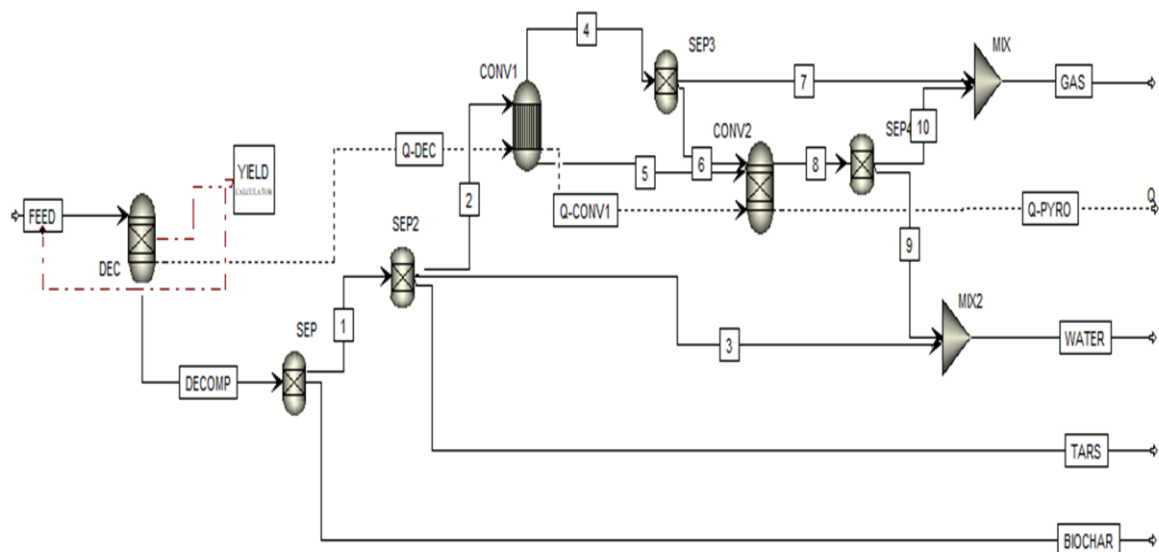 4
SEP3
MIX
CONV1
7
GAS
CONV2
SEP4
10
YIELD
CALCULATOR
Q-DEC
2
5
6
8
FEED
Q-CONV1
Q-PYRO
Q
DEC
SEP2
9
SEP
1
MIX2
3
WATER
DECOMP
TARS
BIOCHAR